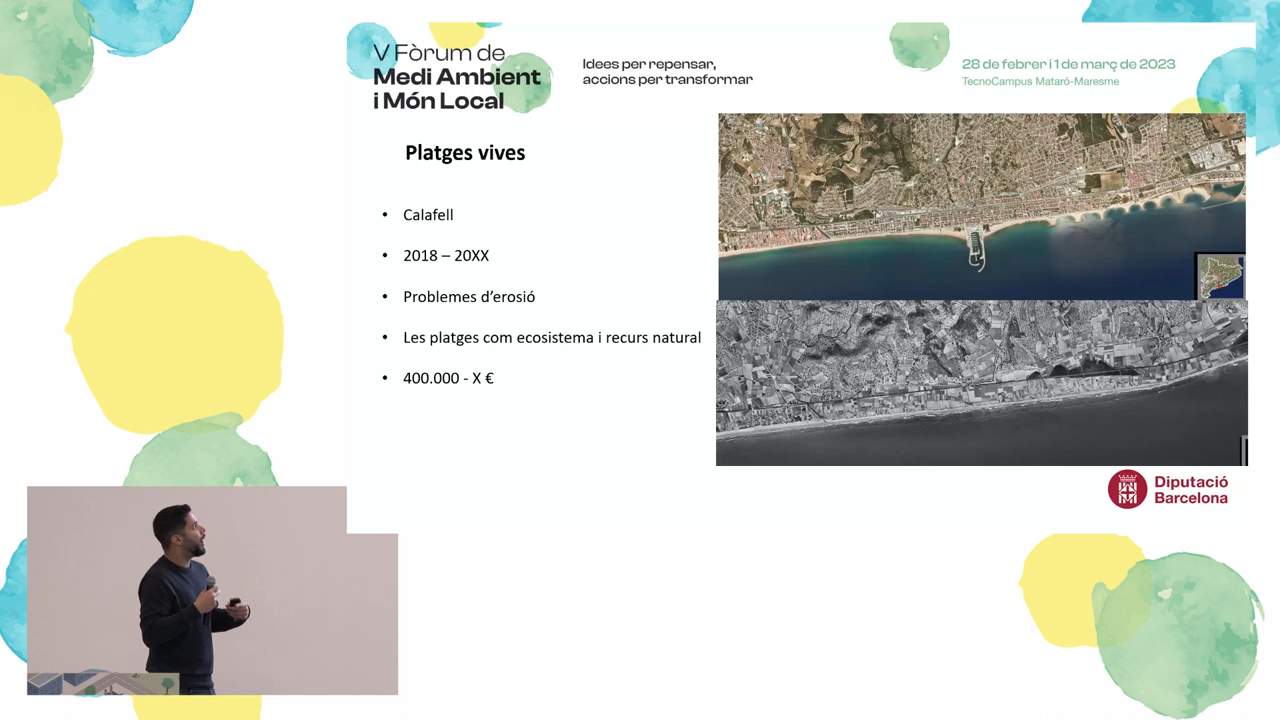 V Fòrum de
Medi Ambient
i Món Local
Idees per repensar,
accions per transformar
28 de febrer i 1 de març de 2023
TecnoCampus Mataró-Maresme
Platges vives
• Calafell
• 2018 – 20XX
• Problemes d’erosió
• Les platges com ecosistema i recurs natural
• 400.000 - X €
Diputació
Barcelona